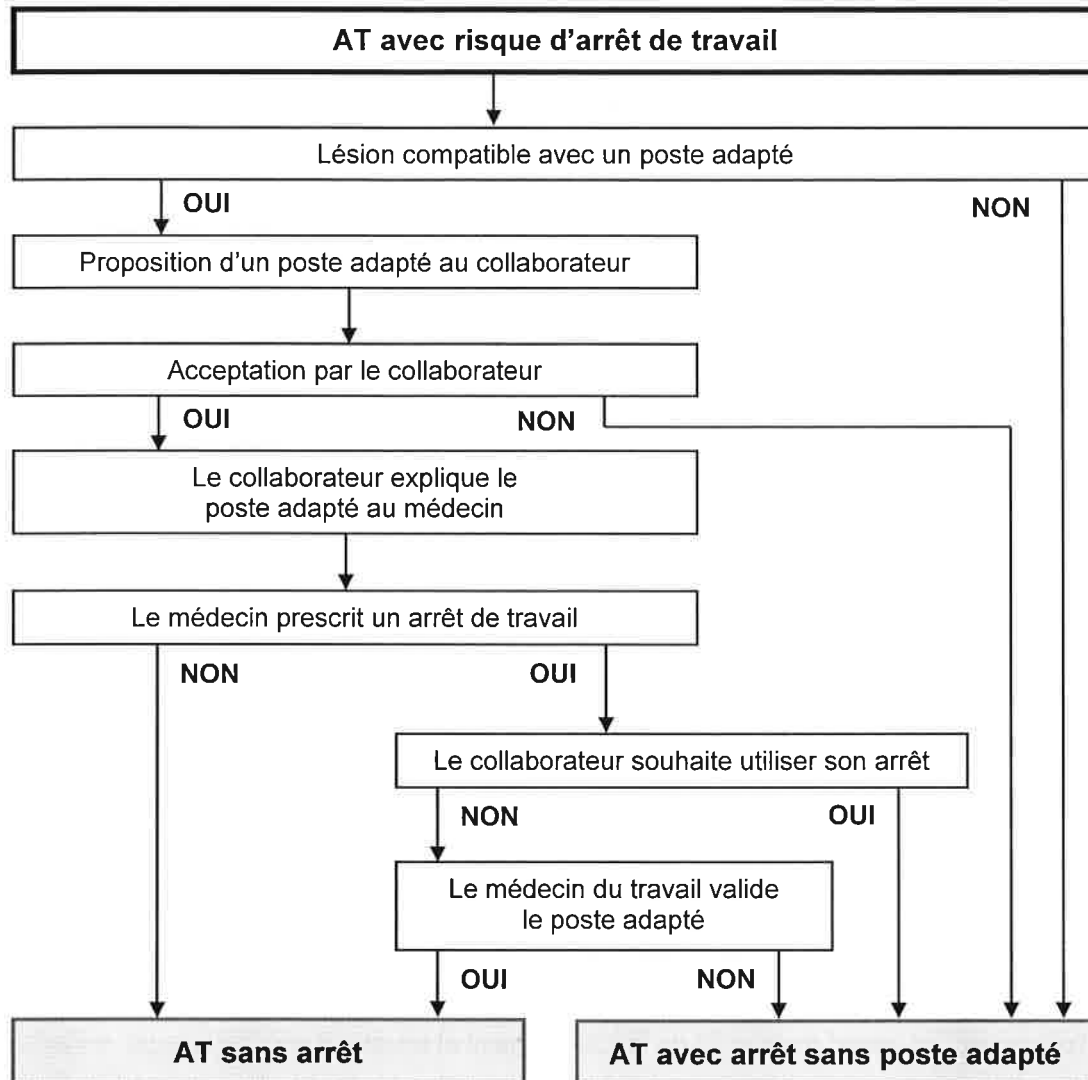 AT avec risque d'arrêt de travail
Lésion compatible avec un poste adapté
OUI
NON
Proposition d'un poste adapté au collaborateur
Acceptation par le collaborateur
OUI
NON
Le collaborateur explique le
poste adapté au médecin
Le médecin prescrit un arrêt de travail
NON
OUI
Le collaborateur souhaite utiliser son arrêt
NON
OUI
Le médecin du travail valide
le poste adapté
OUI
NON
AT sans arrêt
AT avec arrêt sans poste adapté